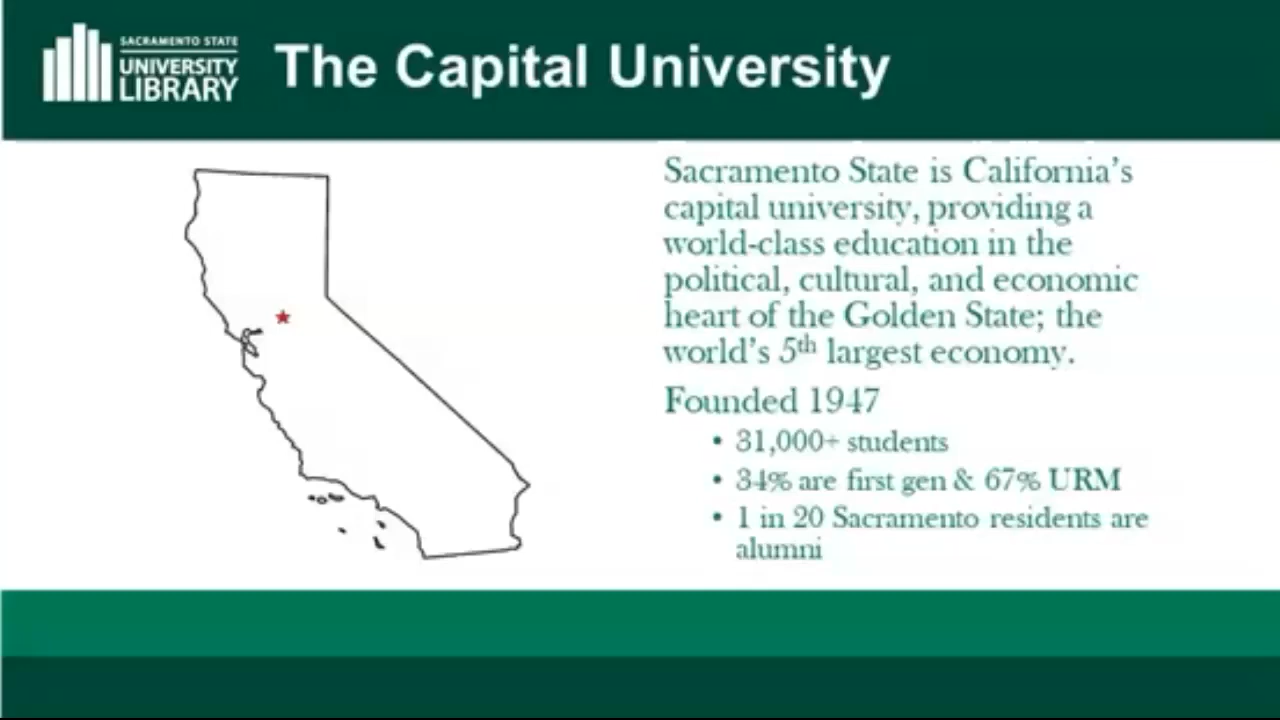 SACRAMENTO STATE
UNIVERSITY
LIBRARY
The Capital University
Sacramento State is California's
capital university, providing a
world-class education in the
political, cultural, and economic
heart of the Golden State; the
world's 5th largest economy.
Founded 1947
• 31,000+ students
• 34% are first gen & 67% URM
• 1 in 20 Sacramento residents are
alumni